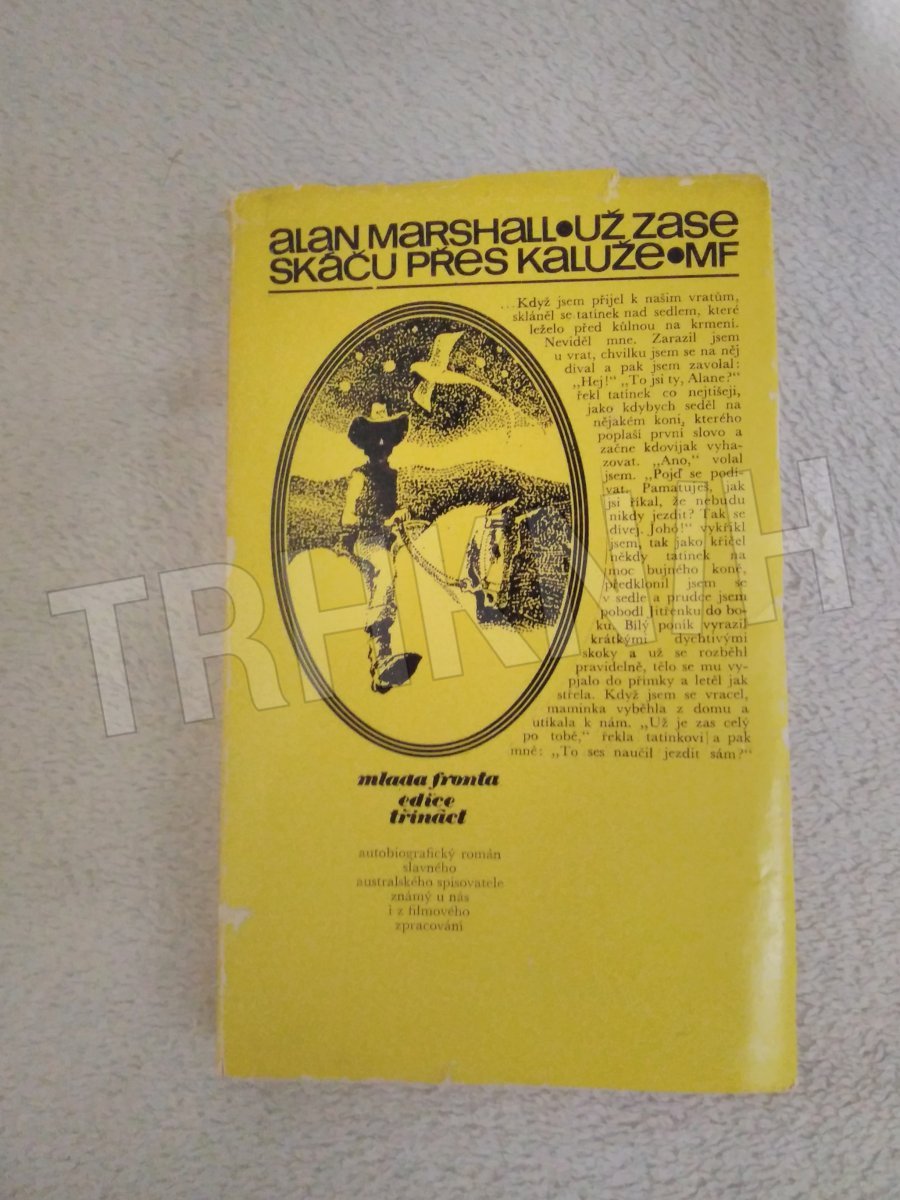 alan Marshall•už zase
skáču přes kaluže•MF
...Když jsem přijel k našim vratům,
skláněl se tatínek nad sedlem, které
leželo před kůlnou na krmení.
Neviděl mne. Zarazil jsem
u vrat, chvilku jsem se na něj
díval a pak jsem zavolal:
„Hej!“ „To jsi ty, Alane?“
řekl tatínek co nejtišeji,
jako kdybych seděl na
nějakém koni, kterého
poplaší první slovo a
začne kdovíjak vyha-
zovat. „Ano,“ volal
jsem. „Pojď se podí-
vat. Pamatuješ, jak
jsi říkal, že nebudu
nikdy jezdit? Tak se
dívej. Johó!“ vykřikl
jsem, tak jako křičel
někdy tatínek na
moc bujného koně,
předklonil jsem se
v sedle a prudce jsem
pobodl Jitřenku do bo-
ku. Bílý poník vyrazil
krátkými dychtivými
skoky a už se rozběhl
pravidelně, tělo se mu vy-
pjalo do přímky a letěl jak
střela. Když jsem se vracel,
maminka vyběhla z domu a
utíkala k nám. „Už je zas celý
po tobě,“ řekla tatínkovi a pak
mně: „To ses naučil jezdit sám?“
mladá fronta
edice
třináct
autobiografický román
slavného
australského spisovatele
známý u nás
i z filmového
zpracování
TRHKNIH